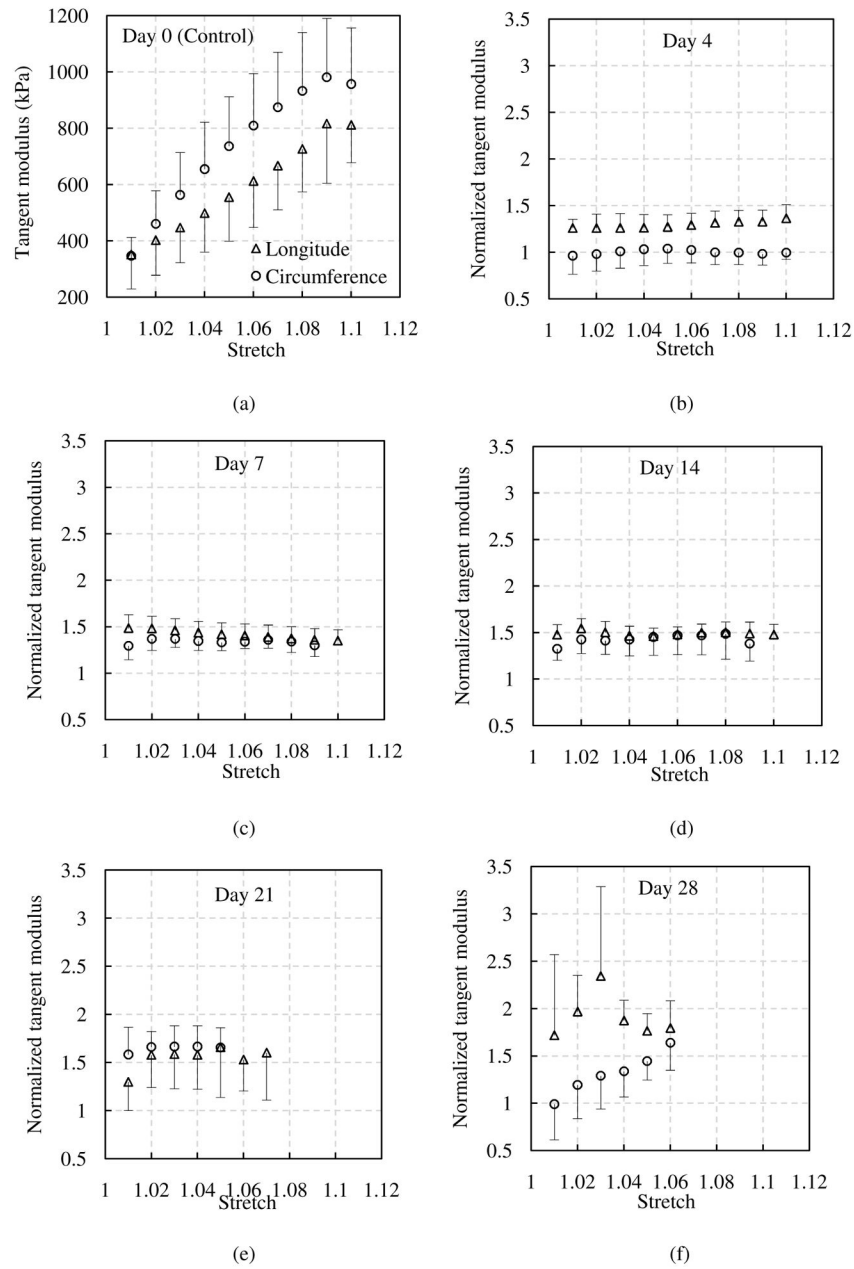 Day 0 (Control)
Tangent modulus (kPa)
1200
1000
800
600
400
200
Longitude
Circumference
1 1.02 1.04 1.06 1.08 1.1 1.12
Stretch
(a)
Day 4
Normalized tangent modulus
3.5
3
2.5
2
1.5
1
0.5
1 1.02 1.04 1.06 1.08 1.1 1.12
Stretch
(b)
Day 7
Normalized tangent modulus
3.5
3
2.5
2
1.5
1
0.5
1 1.02 1.04 1.06 1.08 1.1 1.12
Stretch
(c)
Day 14
Normalized tangent modulus
3.5
3
2.5
2
1.5
1
0.5
1 1.02 1.04 1.06 1.08 1.1 1.12
Stretch
(d)
Day 21
Normalized tangent modulus
3.5
3
2.5
2
1.5
1
0.5
1 1.02 1.04 1.06 1.08 1.1 1.12
Stretch
(e)
Day 28
Normalized tangent modulus
3.5
3
2.5
2
1.5
1
0.5
1 1.02 1.04 1.06 1.08 1.1 1.12
Stretch
(f)